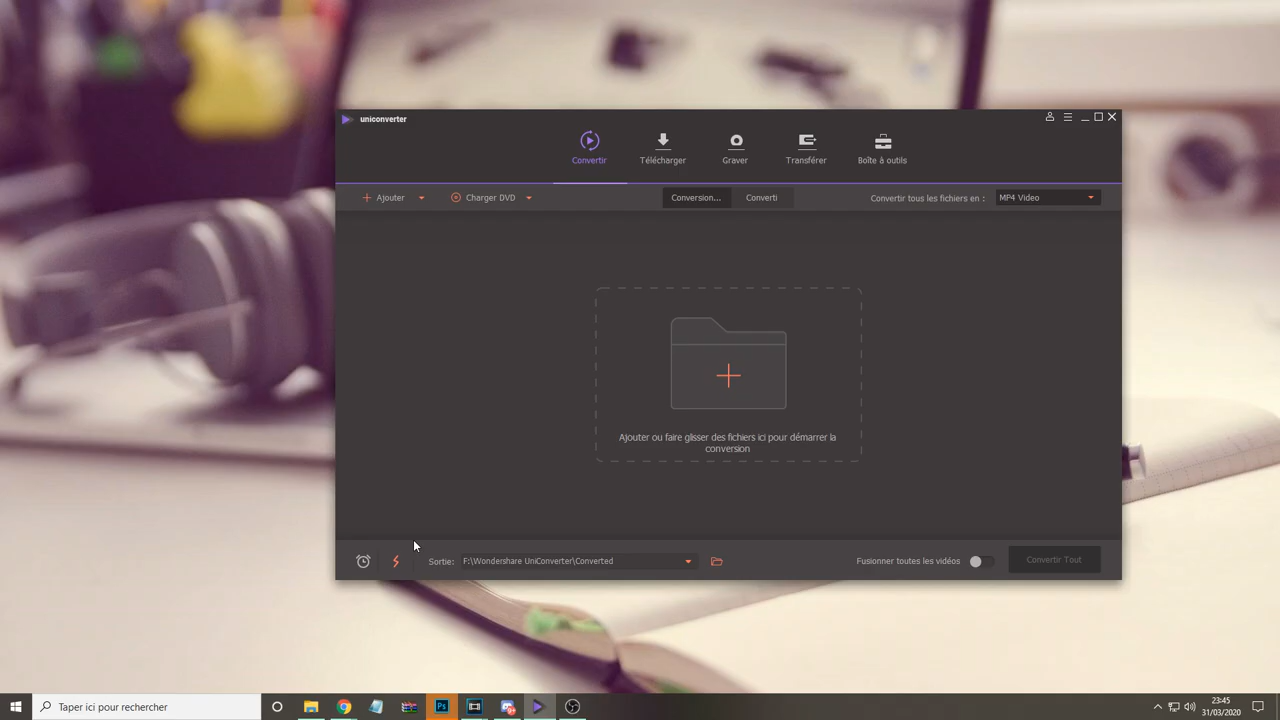 uniconverter
Convertir
Télécharger
Graver
Transférer
Boîte à outils
Ajouter
Charger DVD
Conversion...
Converti
Convertir tous les fichiers en :
MP4 Video
Ajouter ou faire glisser des fichiers ici pour démarrer la
conversion
Sortie:
F:\Wondershare UniConverter\Converted
Fusionner toutes les vidéos
Convertir Tout
Taper ici pour rechercher
Ps
23:45
31/03/2020